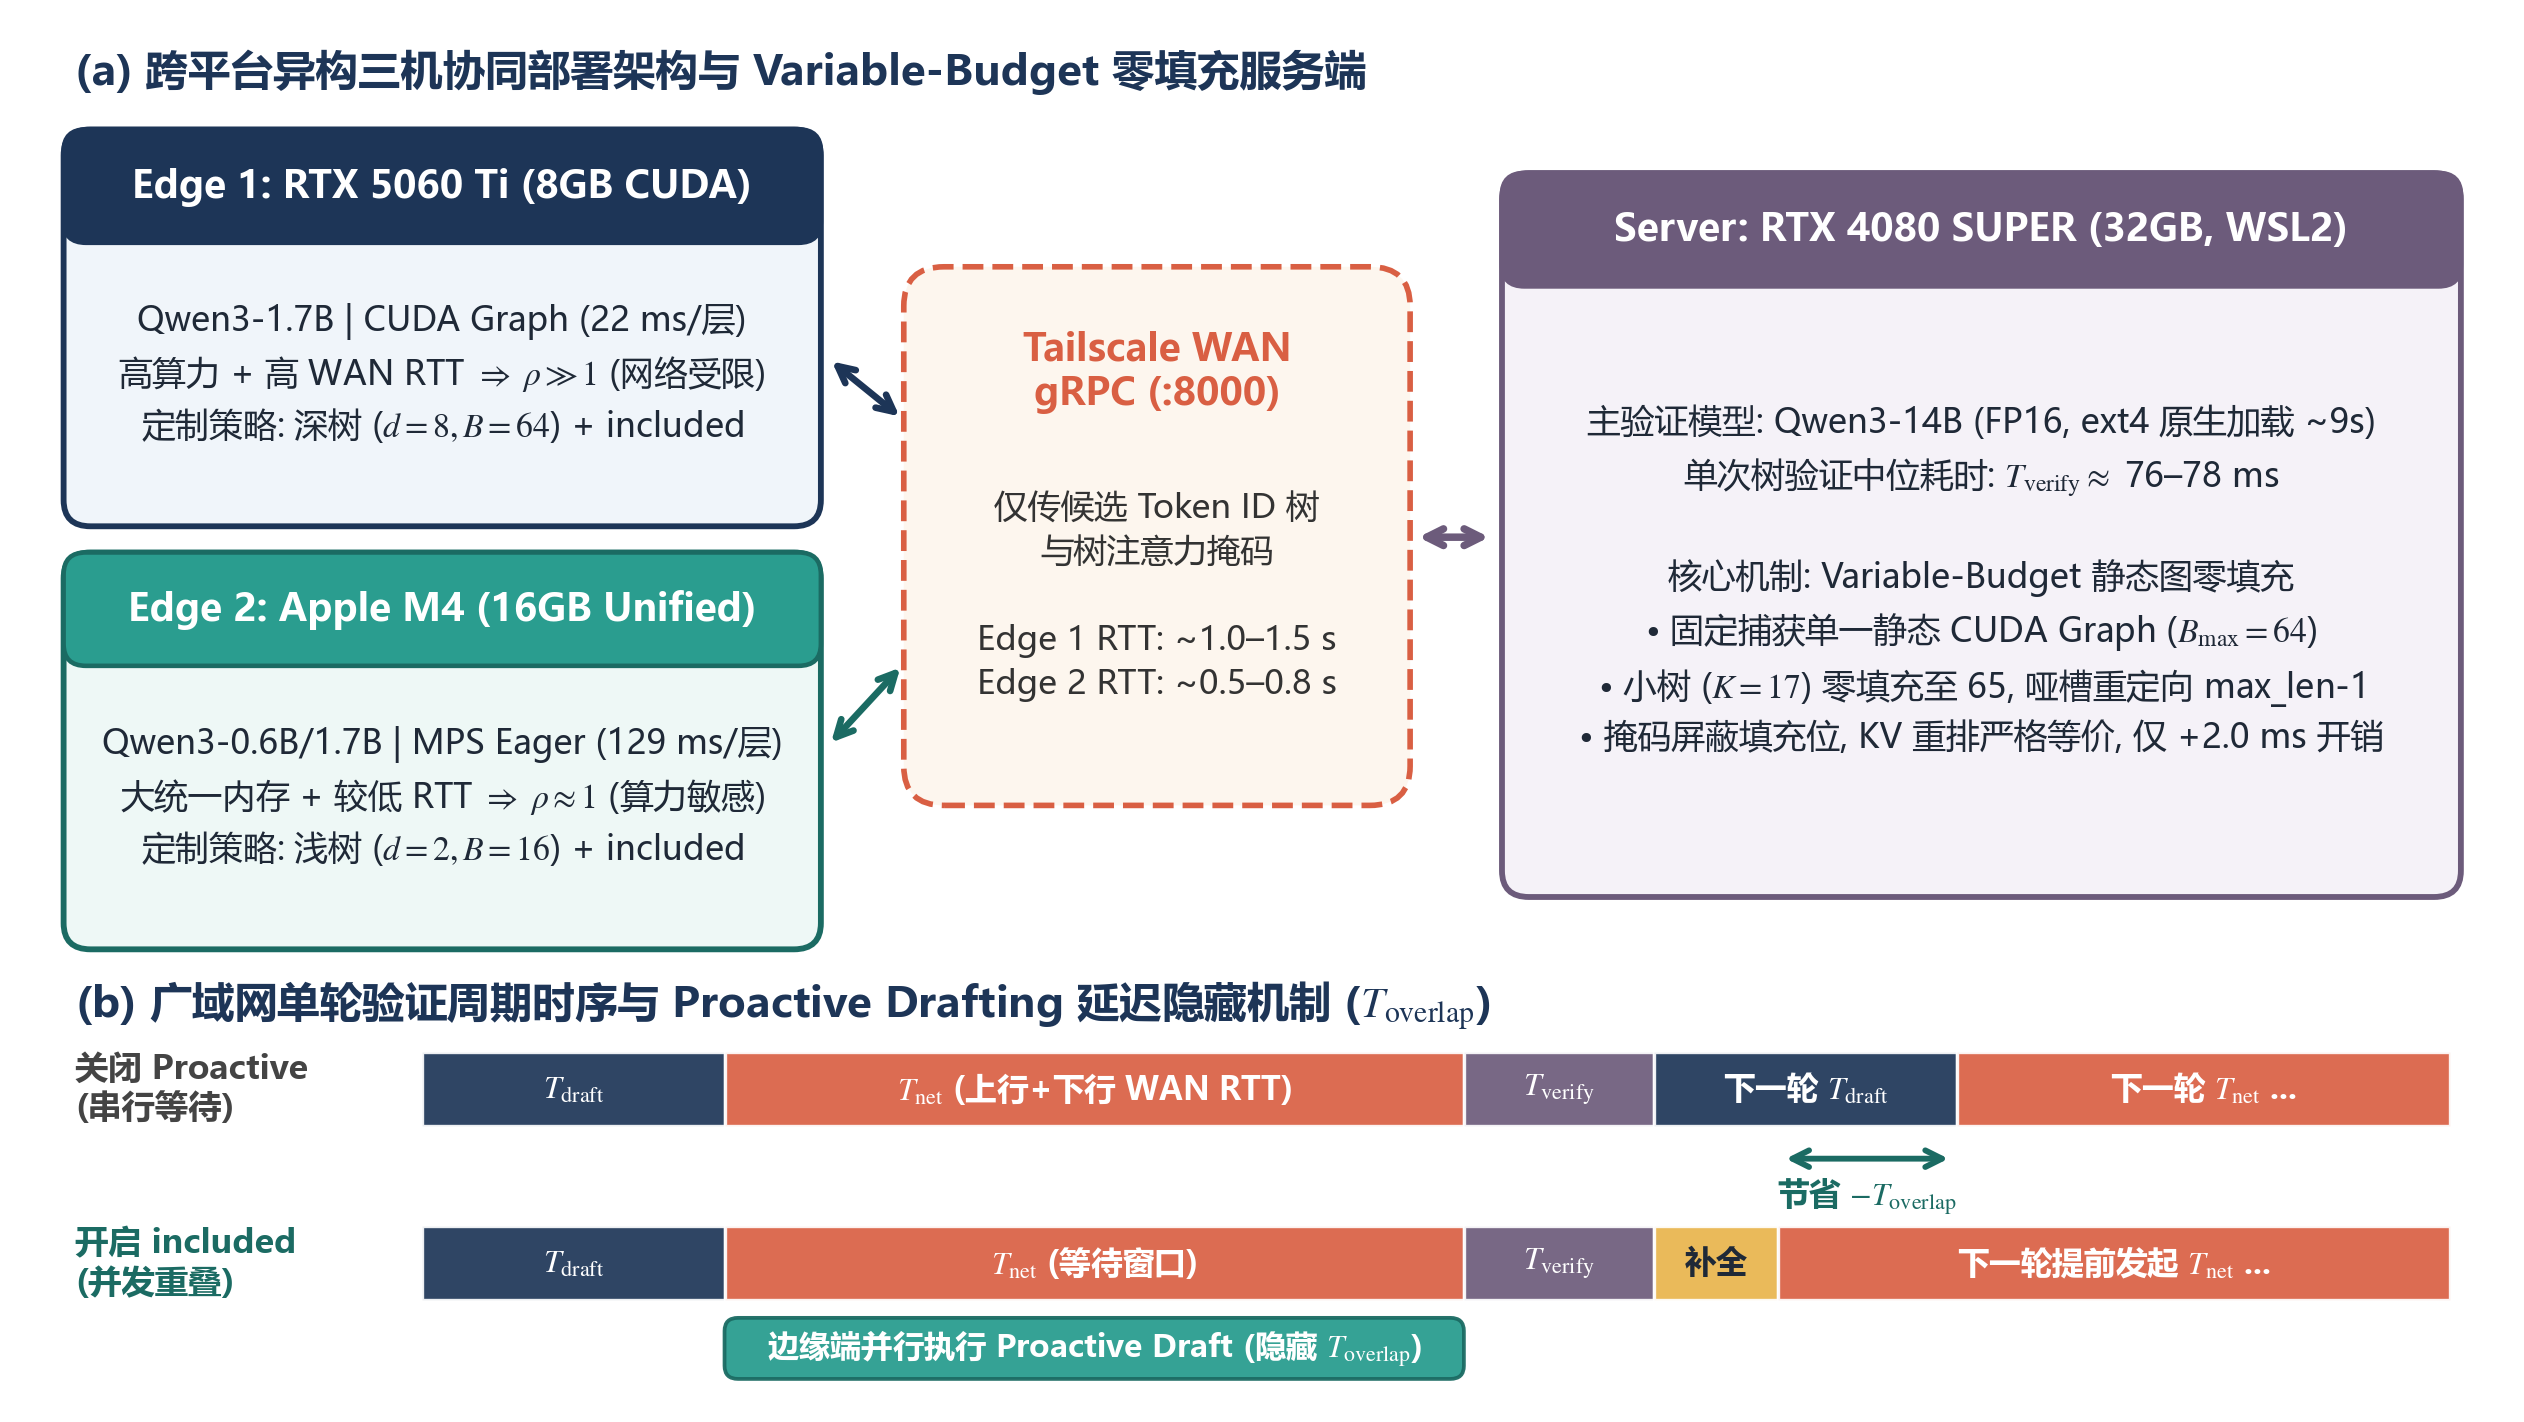 (a) 跨平台异构三机协同部署架构与 Variable-Budget 零填充服务端
Edge 1: RTX 5060 Ti (8GB CUDA)
Qwen3-1.7B | CUDA Graph (22 ms/层)
高算力 + 高 WAN RTT ⇒ ρ≫1 (网络受限)
定制策略: 深树 (d=8, B=64) + included
Edge 2: Apple M4 (16GB Unified)
Qwen3-0.6B/1.7B | MPS Eager (129 ms/层)
大统一内存 + 较低 RTT ⇒ ρ≈1 (算力敏感)
定制策略: 浅树 (d=2, B=16) + included
Tailscale WAN
gRPC (:8000)
仅传候选 Token ID 树
与树注意力掩码
Edge 1 RTT: ~1.0–1.5 s
Edge 2 RTT: ~0.5–0.8 s
Server: RTX 4080 SUPER (32GB, WSL2)
主验证模型: Qwen3-14B (FP16, ext4 原生加载 ~9s)
单次树验证中位耗时: T_verify ≈ 76–78 ms
核心机制: Variable-Budget 静态图零填充
• 固定捕获单一静态 CUDA Graph (B_max=64)
• 小树 (K=17) 零填充至 65, 哑槽重定向 max_len-1
• 掩码屏蔽填充位, KV 重排严格等价, 仅 +2.0 ms 开销
(b) 广域网单轮验证周期时序与 Proactive Drafting 延迟隐藏机制 (T_overlap)
关闭 Proactive
(串行等待)
T_draft
T_net (上行+下行 WAN RTT)
T_verify
下一轮 T_draft
下一轮 T_net ...
节省 −T_overlap
开启 included
(并发重叠)
T_draft
T_net (等待窗口)
T_verify
补全
下一轮提前发起 T_net ...
边缘端并行执行 Proactive Draft (隐藏 T_overlap)